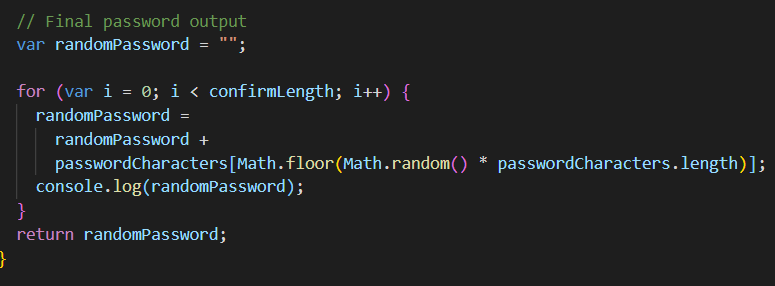 // Final password output
var randomPassword = "";
for (var i = 0; i < confirmLength; i++) {
randomPassword =
randomPassword +
passwordCharacters[Math.floor(Math.random() * passwordCharacters.length)];
console.log(randomPassword);
}
return randomPassword;
}